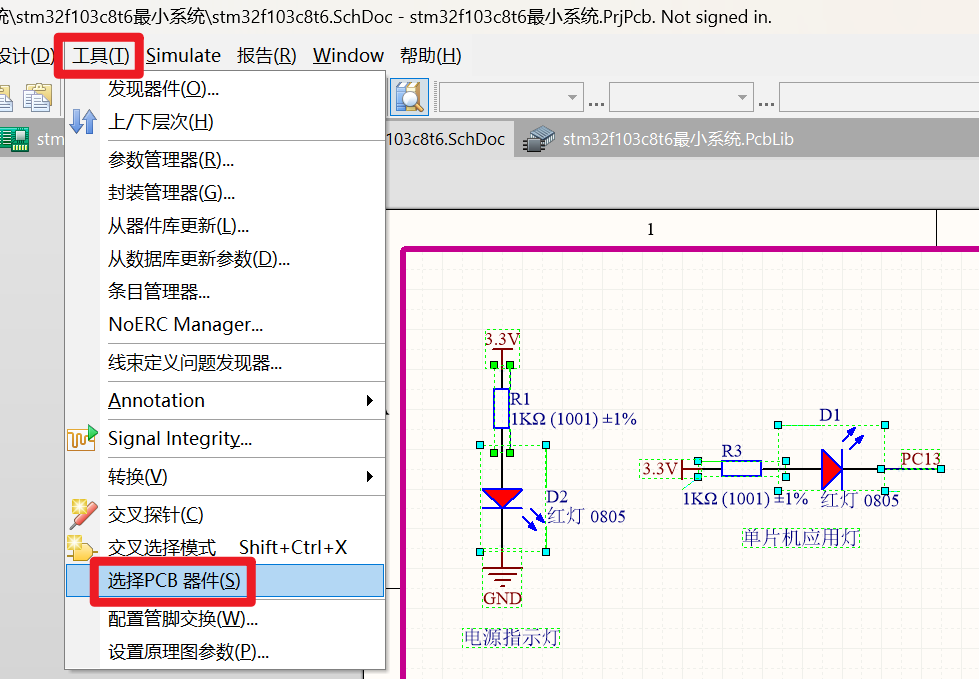 统\stm32f103c8t6最小系统\stm32f103c8t6.SchDoc - stm32f103c8t6最小系统.PrjPcb. Not signed in.
设计(D) 工具(T) Simulate 报告(R) Window 帮助(H)
... ...
stm 103c8t6.SchDoc stm32f103c8t6最小系统.PcbLib
发现器件(O)...
上/下层次(H)
参数管理器(R)...
封装管理器(G)...
从器件库更新(L)...
从数据库更新参数(D)...
条目管理器...
NoERC Manager...
线束定义问题发现器...
Annotation
Signal Integrity...
转换(V)
交叉探针(C)
交叉选择模式 Shift+Ctrl+X
选择PCB 器件(S)
配置管脚交换(W)...
设置原理图参数(P)...
1
3.3V
R1
1KΩ (1001) ±1%
D2
红灯 0805
GND
电源指示灯
D1
R3
3.3V
PC13
1KΩ (1001) ±1%
红灯 0805
单片机应用灯